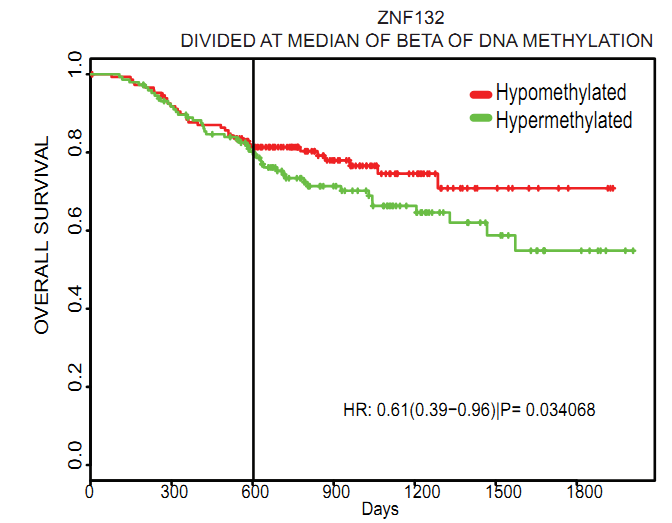 ZNF132
DIVIDED AT MEDIAN OF BETA OF DNA METHYLATION
1.0
Hypomethylated
Hypermethylated
0.8
OVERALL SURVIVAL
0.6
0.4
0.2
HR: 0.61(0.39−0.96)|P= 0.034068
0.0
0 300 600 900 1200 1500 1800
Days